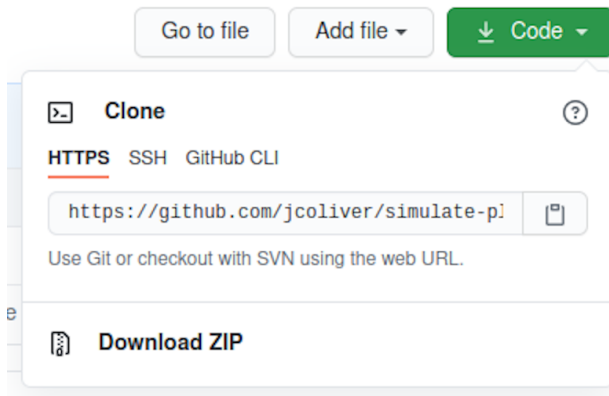 Go to file Add file Code
Clone
HTTPS SSH GitHub CLI
https://github.com/jcoliver/simulate-pl
Use Git or checkout with SVN using the web URL.
e
Download ZIP